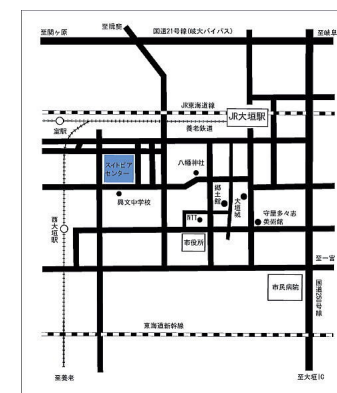 至関ヶ原
至揖斐
国道21号線(岐大バイパス)
至岐阜
JR東海道線
JR大垣駅
室駅
養老鉄道
スイトピア
センター
八幡神社
郷土館
大垣城
興文中学校
NTT
守屋多々志
美術館
西大垣駅
市役所
至一宮
市民病院
国道258号線
東海道新幹線
至養老
至大垣IC